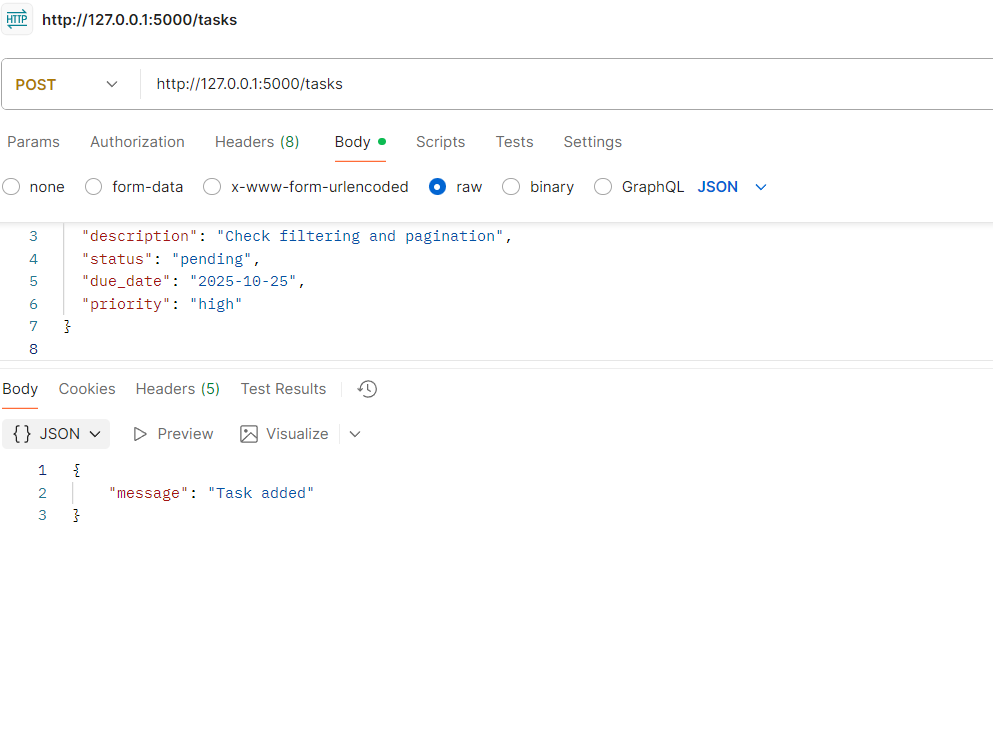 HTTP http://127.0.0.1:5000/tasks
POST http://127.0.0.1:5000/tasks
Params Authorization Headers (8) Body Scripts Tests Settings
none form-data x-www-form-urlencoded raw binary GraphQL JSON
3 "description": "Check filtering and pagination",
4 "status": "pending",
5 "due_date": "2025-10-25",
6 "priority": "high"
7 }
8
Body Cookies Headers (5) Test Results
{} JSON Preview Visualize
1 {
2 "message": "Task added"
3 }